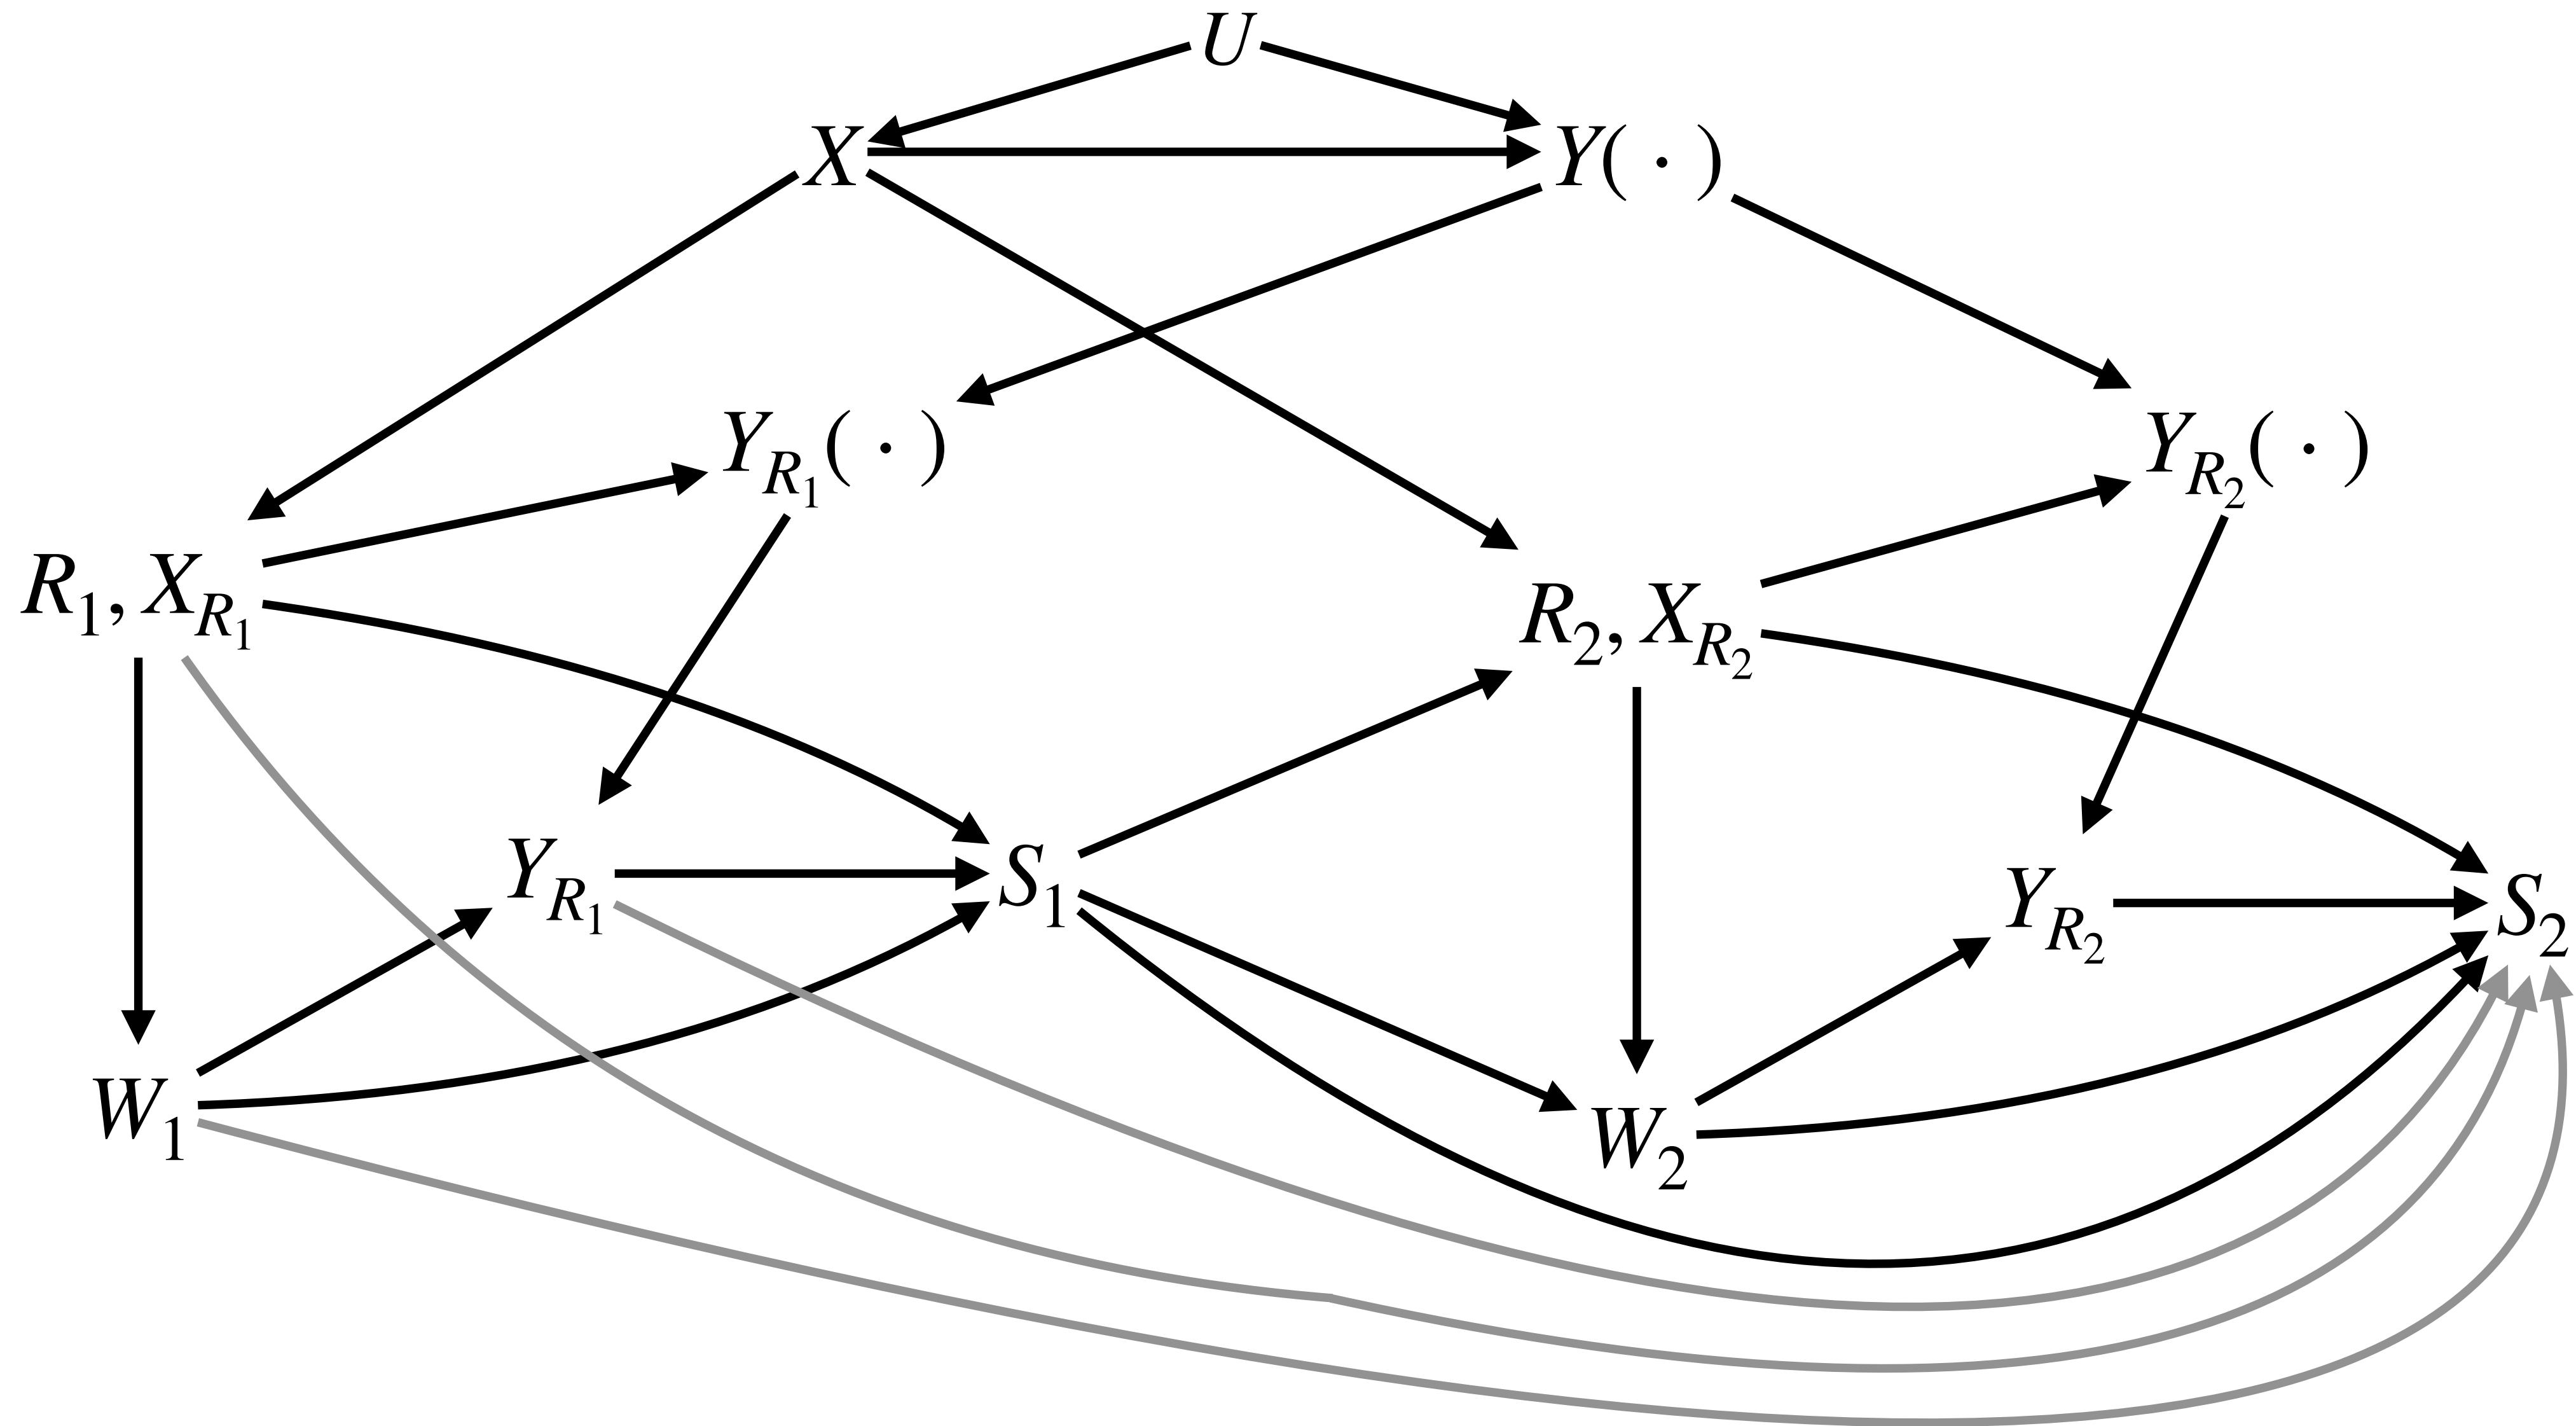 U
X Y(·)
Y_{R_1}(·) Y_{R_2}(·)
R_1, X_{R_1} R_2, X_{R_2}
Y_{R_1} S_1 Y_{R_2} S_2
W_1 W_2